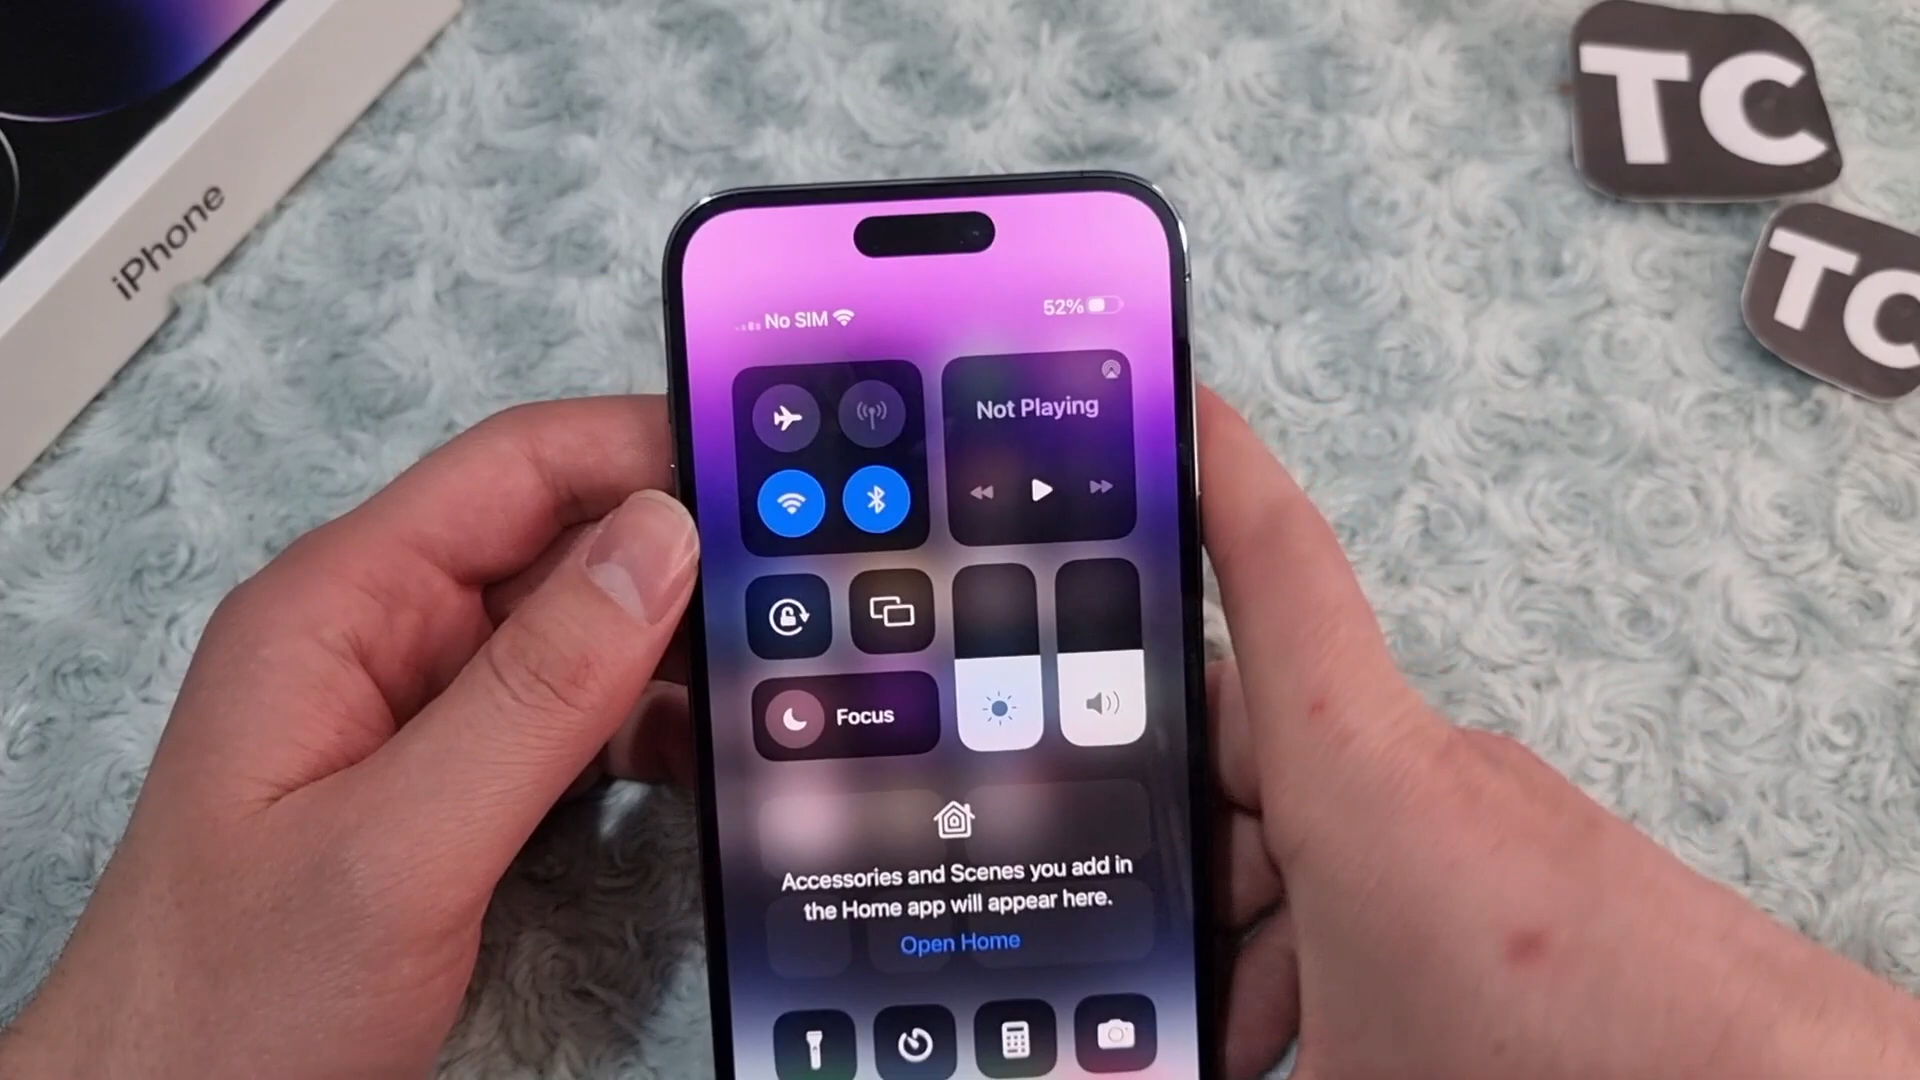 iPhone
TC
TC
No SIM
52%
Not Playing
Focus
Accessories and Scenes you add in
the Home app will appear here.
Open Home